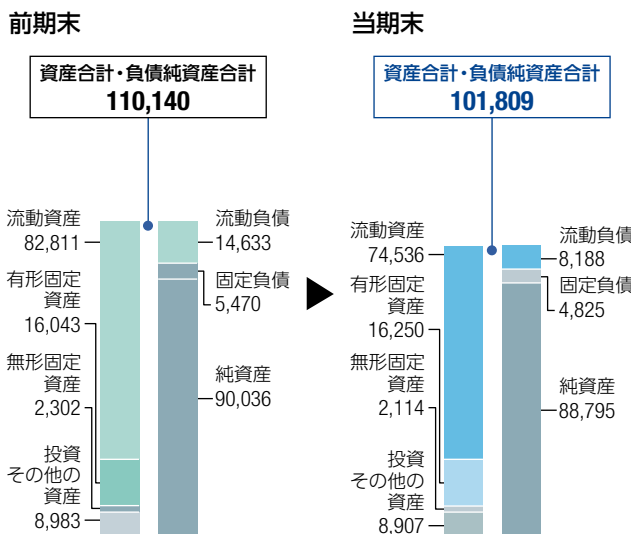 前期末
資産合計・負債純資産合計
110,140
流動資産
82,811
有形固定
資産
16,043
無形固定
資産
2,302
投資
その他の
資産
8,983
流動負債
14,633
固定負債
5,470
純資産
90,036
当期末
資産合計・負債純資産合計
101,809
流動資産
74,536
有形固定
資産
16,250
無形固定
資産
2,114
投資
その他の
資産
8,907
流動負債
8,188
固定負債
4,825
純資産
88,795